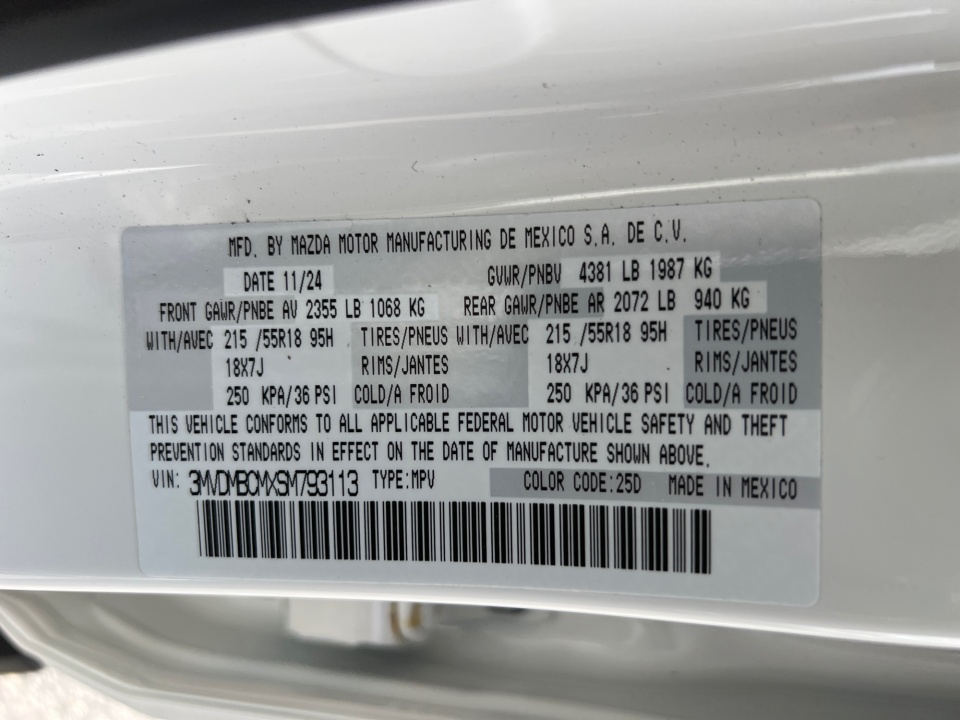 MFD. BY MAZDA MOTOR MANUFACTURING DE MEXICO S.A. DE C.V.
DATE 11/24 GVWR/PNBV 4381 LB 1987 KG
FRONT GAWR/PNBE AV 2355 LB 1068 KG REAR GAWR/PNBE AR 2072 LB 940 KG
WITH/AVEC 215 /55R18 95H TIRES/PNEUS WITH/AVEC 215 /55R18 95H TIRES/PNEUS
18X7J RIMS/JANTES 18X7J RIMS/JANTES
250 KPA/36 PSI COLD/A FROID 250 KPA/36 PSI COLD/A FROID
THIS VEHICLE CONFORMS TO ALL APPLICABLE FEDERAL MOTOR VEHICLE SAFETY AND THEFT
PREVENTION STANDARDS IN EFFECT ON THE DATE OF MANUFACTURE SHOWN ABOVE.
VIN: 3MVDMBCMXSM793113 TYPE:MPV COLOR CODE:25D MADE IN MEXICO